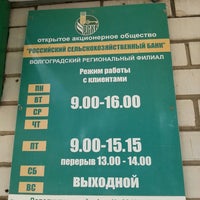 открытое акционерное общество
"РОССИЙСКИЙ СЕЛЬСКОХОЗЯЙСТВЕННЫЙ БАНК"
ВОЛГОГРАДСКИЙ РЕГИОНАЛЬНЫЙ ФИЛИАЛ
Режим работы
с клиентами
ПН
ВТ
9.00-16.00
СР
ЧТ
ПТ
9.00-15.15
перерыв 13.00 - 14.00
СБ
ВС
ВЫХОДНОЙ